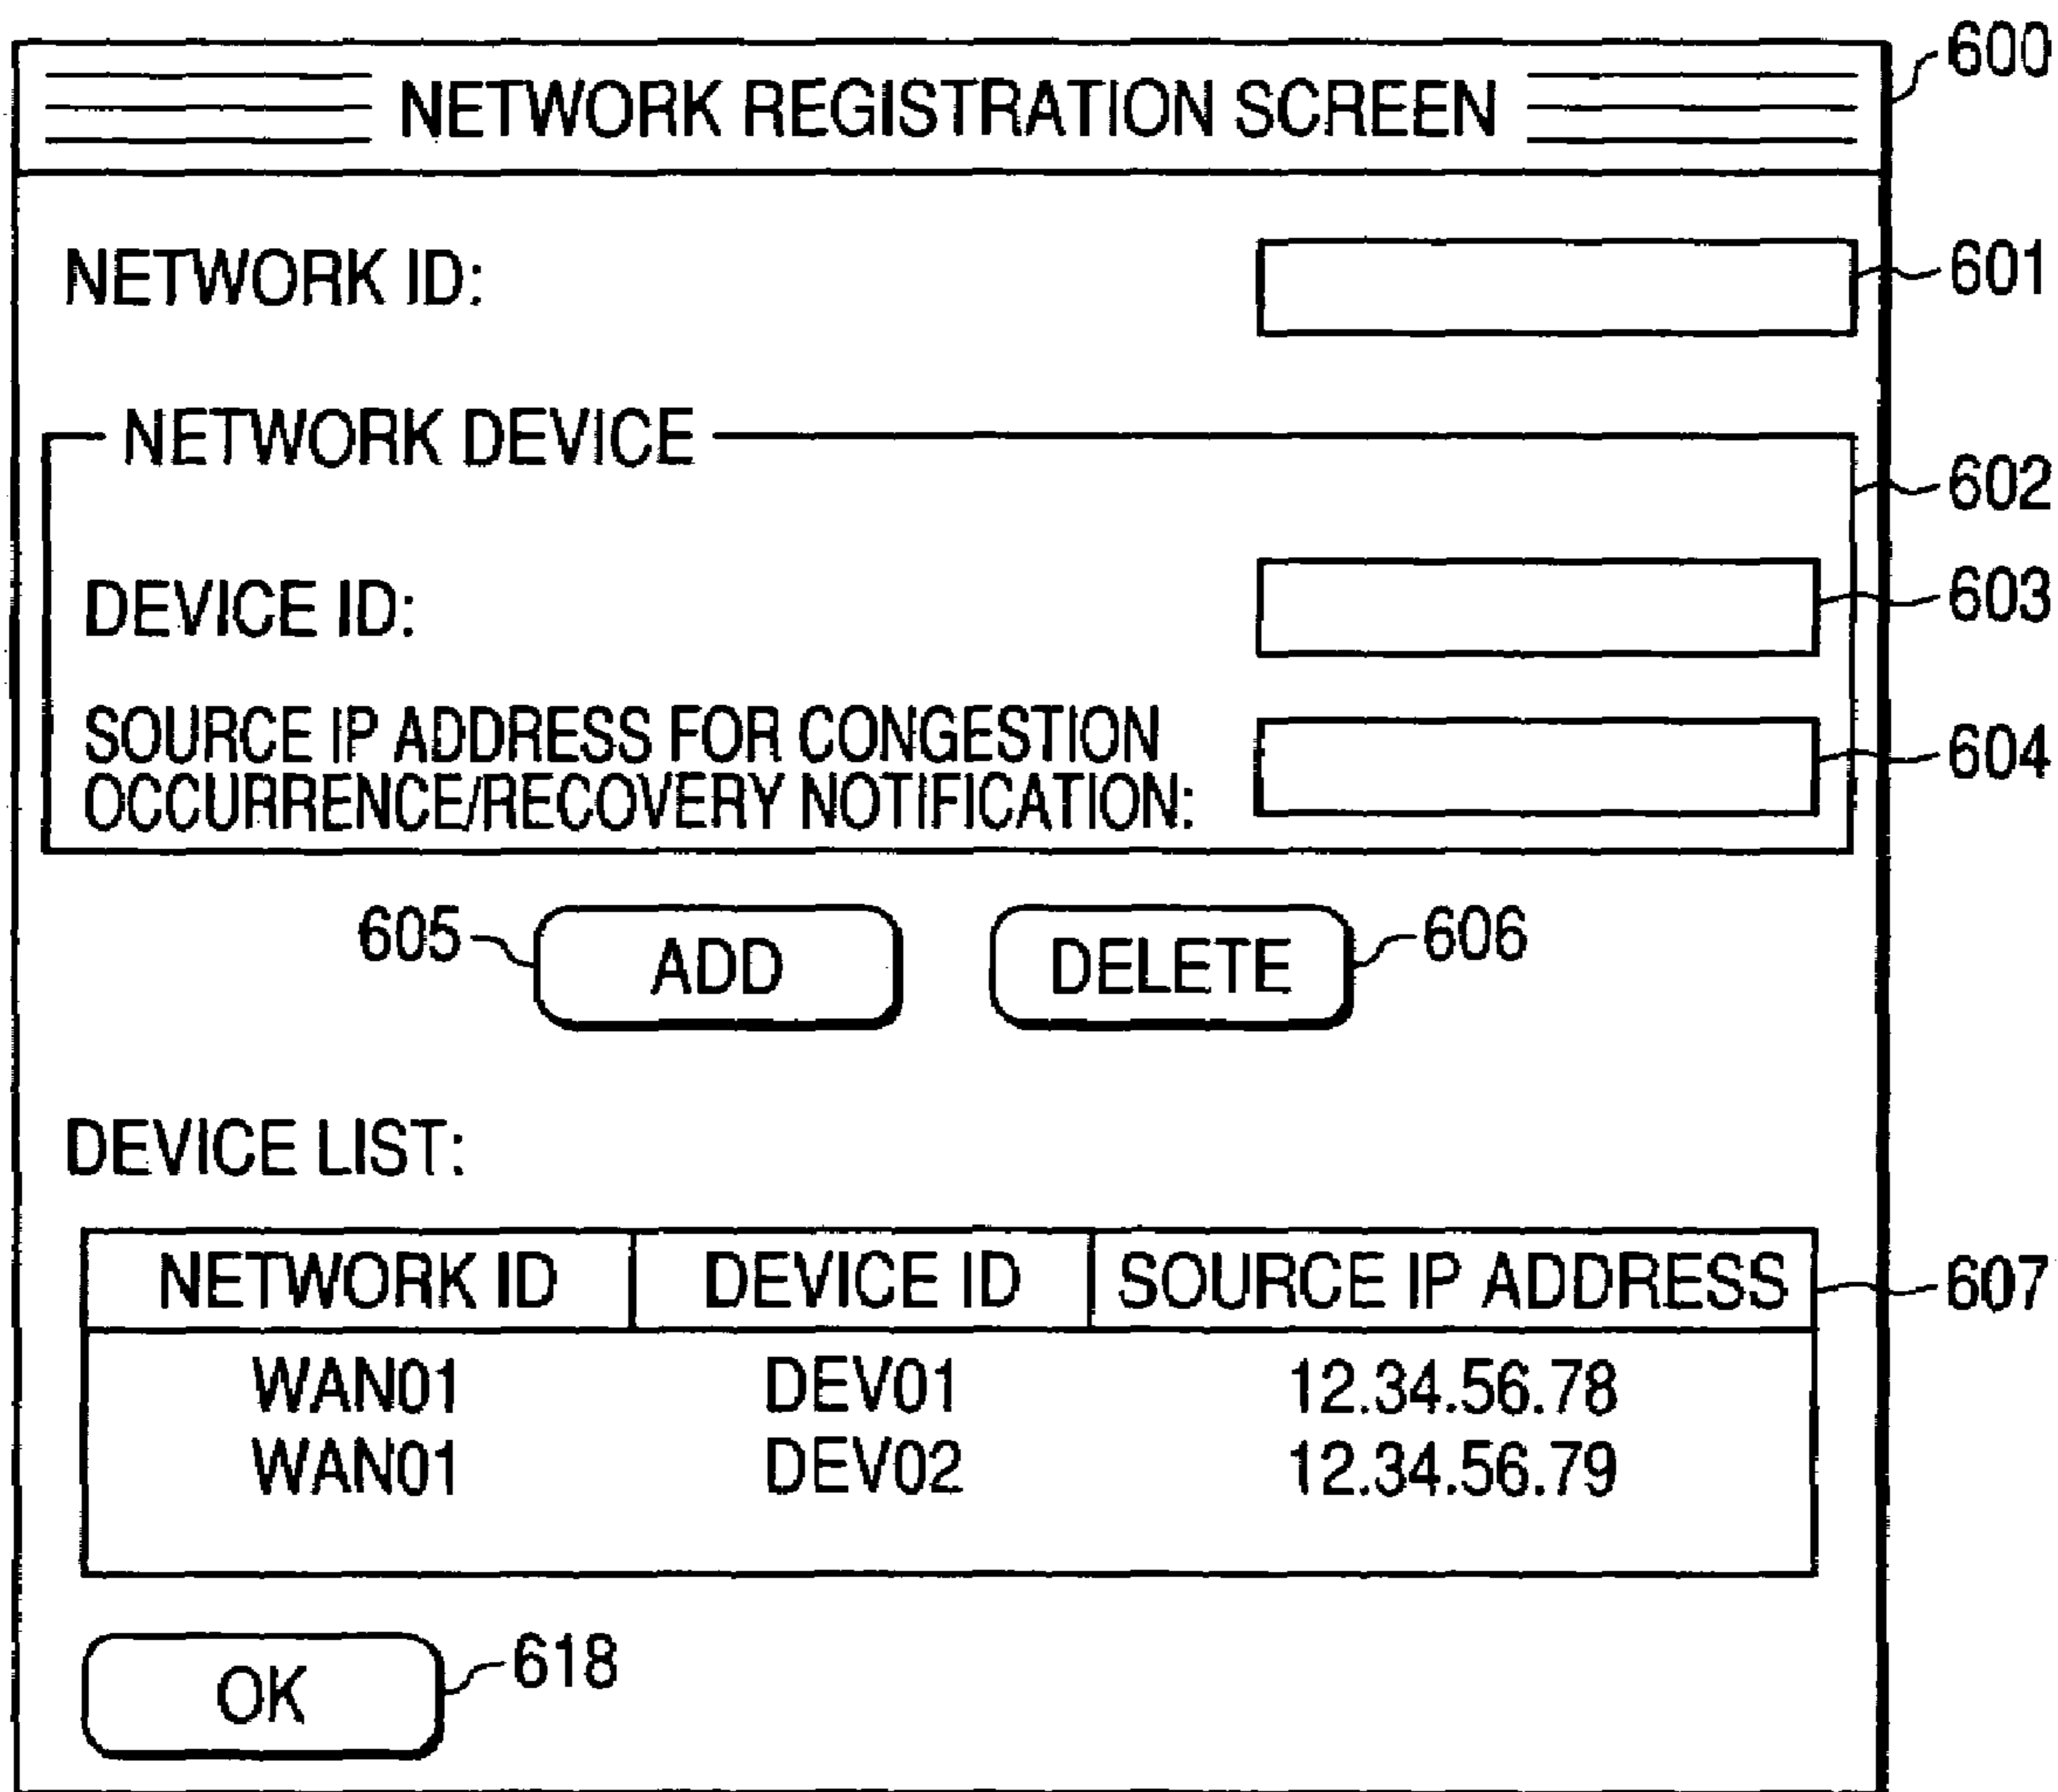 NETWORK REGISTRATION SCREEN
600
NETWORK ID:
601
NETWORK DEVICE
602
DEVICE ID:
603
SOURCE IP ADDRESS FOR CONGESTION
OCCURRENCE/RECOVERY NOTIFICATION:
604
605 ADD DELETE 606
DEVICE LIST:
NETWORK ID DEVICE ID SOURCE IP ADDRESS 607
WAN01 DEV01 12.34.56.78
WAN01 DEV02 12.34.56.79
OK 618